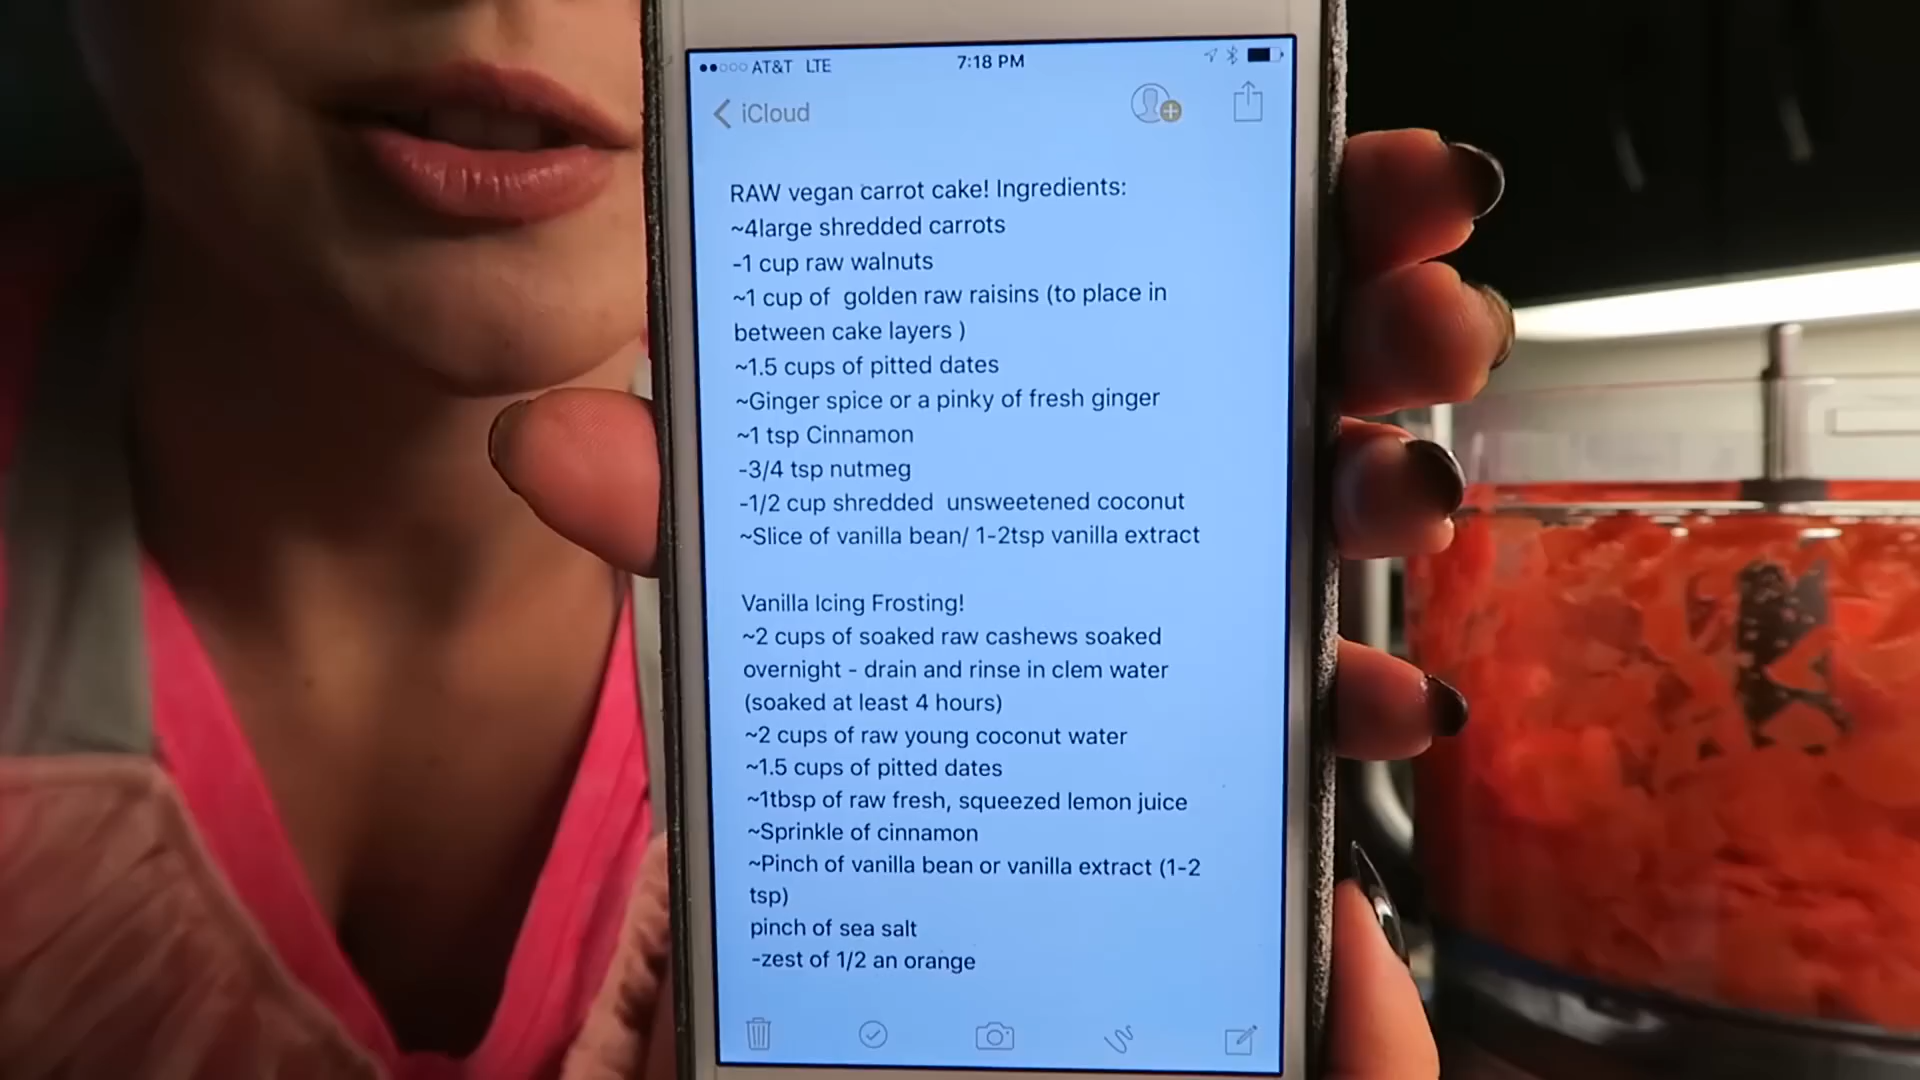 ●●○○○ AT&T LTE 7:18 PM
iCloud
RAW vegan carrot cake! Ingredients:
~4large shredded carrots
-1 cup raw walnuts
~1 cup of  golden raw raisins (to place in
between cake layers )
~1.5 cups of pitted dates
~Ginger spice or a pinky of fresh ginger
~1 tsp Cinnamon
-3/4 tsp nutmeg
-1/2 cup shredded  unsweetened coconut
~Slice of vanilla bean/ 1-2tsp vanilla extract
Vanilla Icing Frosting!
~2 cups of soaked raw cashews soaked
overnight - drain and rinse in clem water
(soaked at least 4 hours)
~2 cups of raw young coconut water
~1.5 cups of pitted dates
~1tbsp of raw fresh, squeezed lemon juice
~Sprinkle of cinnamon
~Pinch of vanilla bean or vanilla extract (1-2
tsp)
pinch of sea salt
-zest of 1/2 an orange